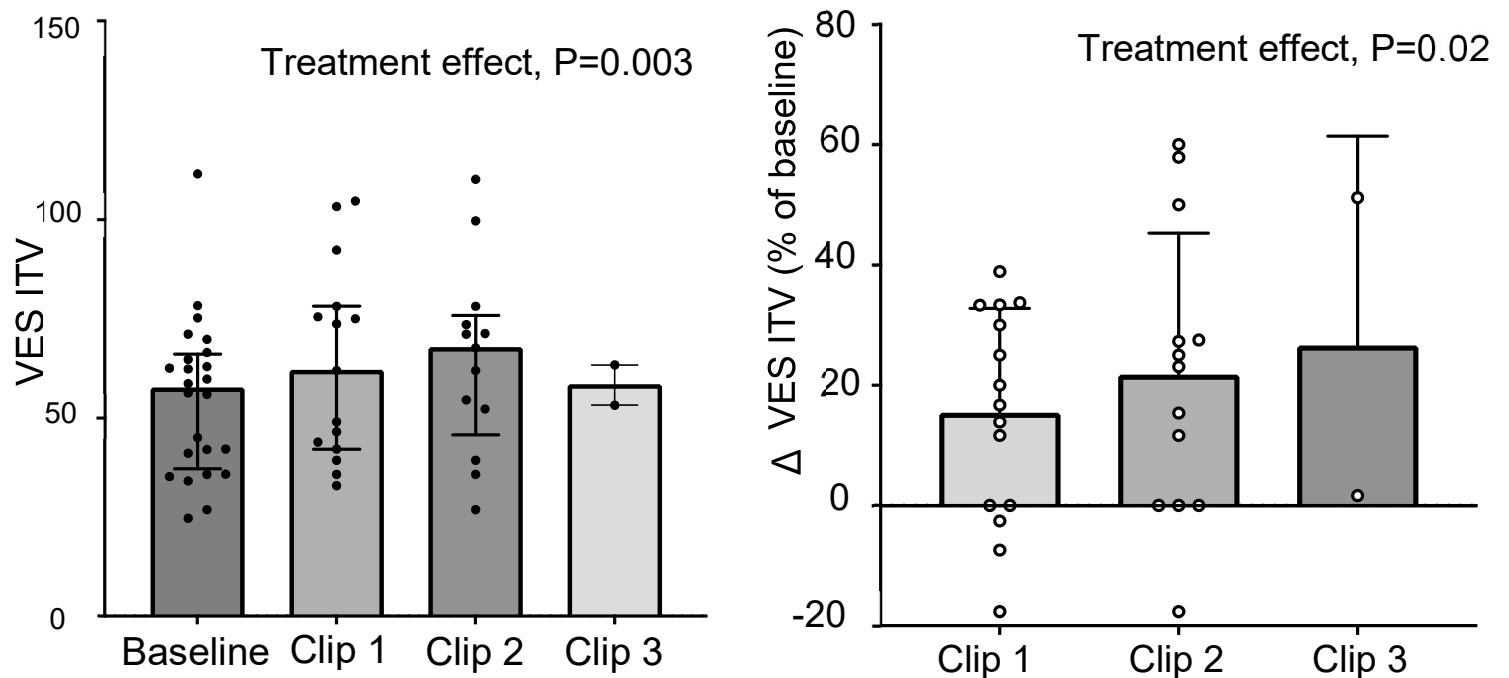 150
100
50
0
VES ITV
Treatment effect, P=0.003
Baseline Clip 1 Clip 2 Clip 3
80
60
40
20
0
-20
Δ VES ITV (% of baseline)
Treatment effect, P=0.02
Clip 1 Clip 2 Clip 3